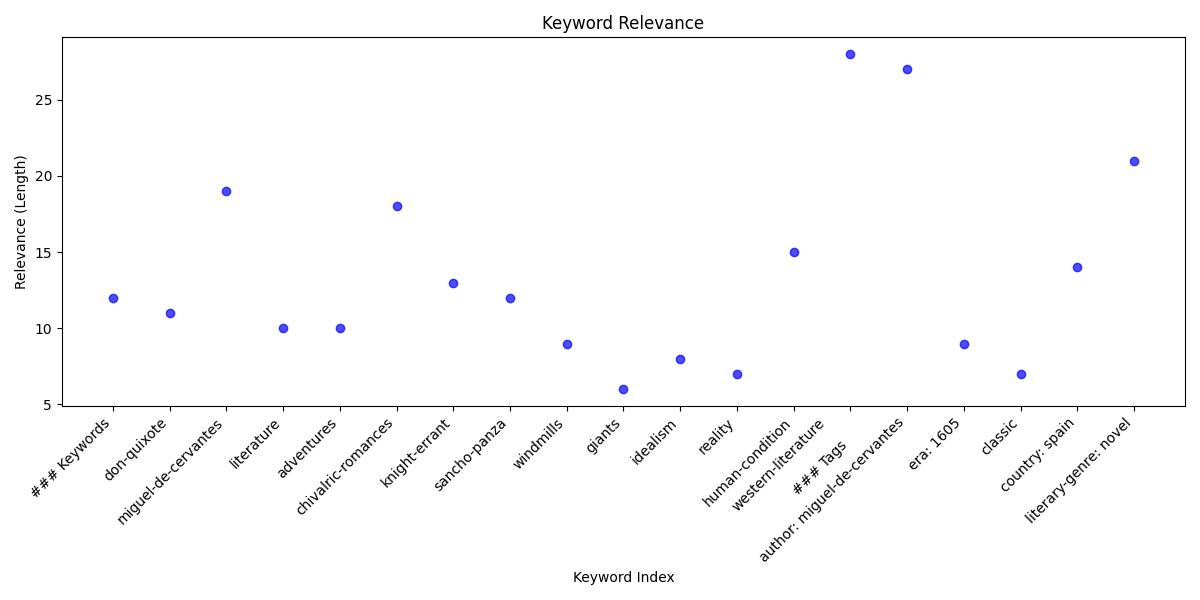 Keyword Relevance
Relevance (Length)
25
20
15
10
5
### Keywords
don-quixote
miguel-de-cervantes
literature
adventures
chivalric-romances
knight-errant
sancho-panza
windmills
giants
idealism
reality
human-condition
western-literature
### Tags
author: miguel-de-cervantes
era: 1605
classic
country: spain
literary-genre: novel
Keyword Index